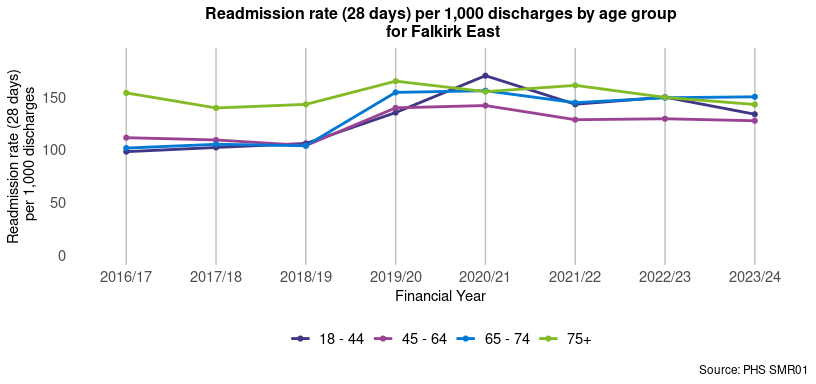 Readmission rate (28 days) per 1,000 discharges by age group
for Falkirk East
Readmission rate (28 days)
per 1,000 discharges
150
100
50
0
2016/17 2017/18 2018/19 2019/20 2020/21 2021/22 2022/23 2023/24
Financial Year
18 - 44 45 - 64 65 - 74 75+
Source: PHS SMR01